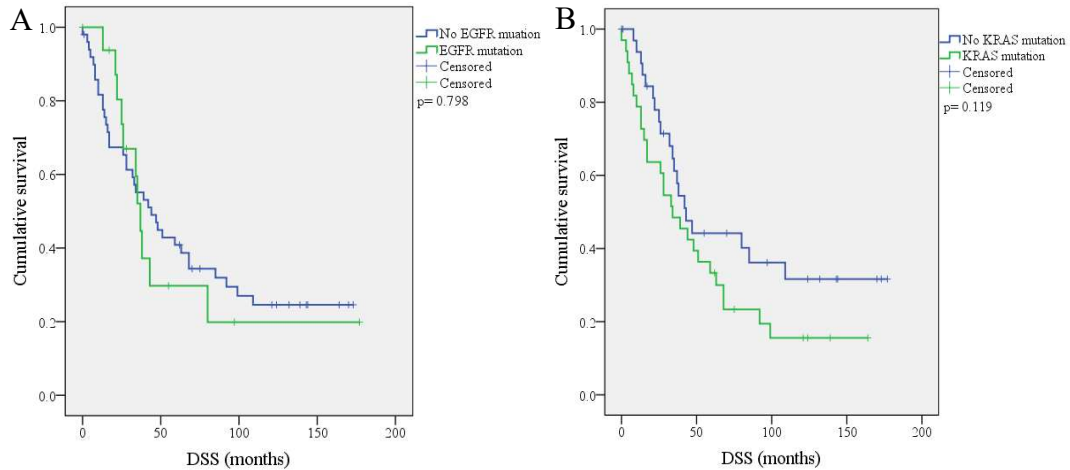 A
1.0
0.8
0.6
0.4
0.2
0.0
Cumulative survival
0
50
100
150
200
DSS (months)
No EGFR muation
EGFR mutation
Censored
Censored
p= 0.798
B
1.0
0.8
0.6
0.4
0.2
0.0
Cumulative survival
0
50
100
150
200
DSS (months)
No KRAS mutation
KRAS mutation
Censored
Censored
p= 0.119